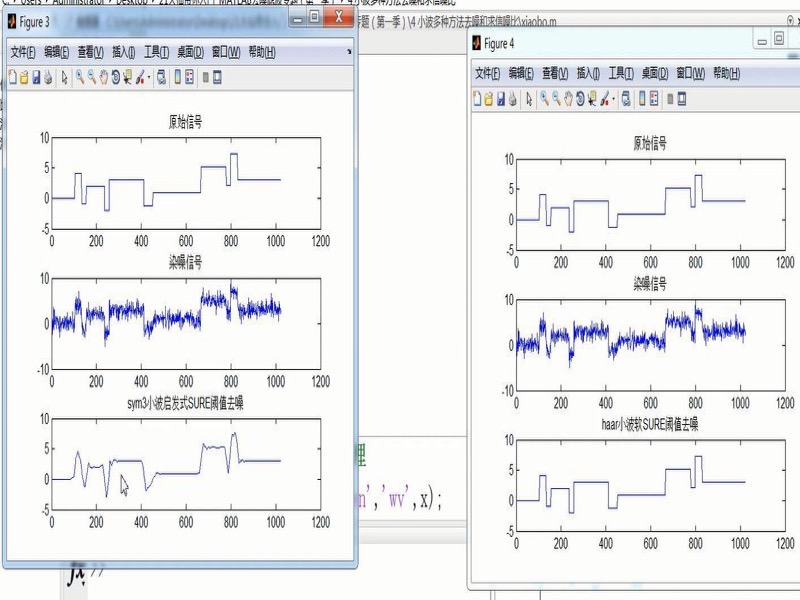 Figure 3
文件(F) 编辑(E) 查看(V) 插入(I) 工具(T) 桌面(D) 窗口(W) 帮助(H)
原始信号
10
5
0
-5
0 200 400 600 800 1000 1200
染噪信号
10
0
-10
0 200 400 600 800 1000 1200
sym3小波启发式SURE阈值去噪
10
5
0
-5
0 200 400 600 800 1000 1200
题(第一季)\4 小波多种方法去噪和求信噪比\xiaobo.m
理
n','wv',x);
fx >>
Figure 4
文件(F) 编辑(E) 查看(V) 插入(I) 工具(T) 桌面(D) 窗口(W) 帮助(H)
原始信号
10
5
0
-5
0 200 400 600 800 1000 1200
染噪信号
10
0
-10
0 200 400 600 800 1000 1200
haar小波软SURE阈值去噪
10
5
0
-5
0 200 400 600 800 1000 1200